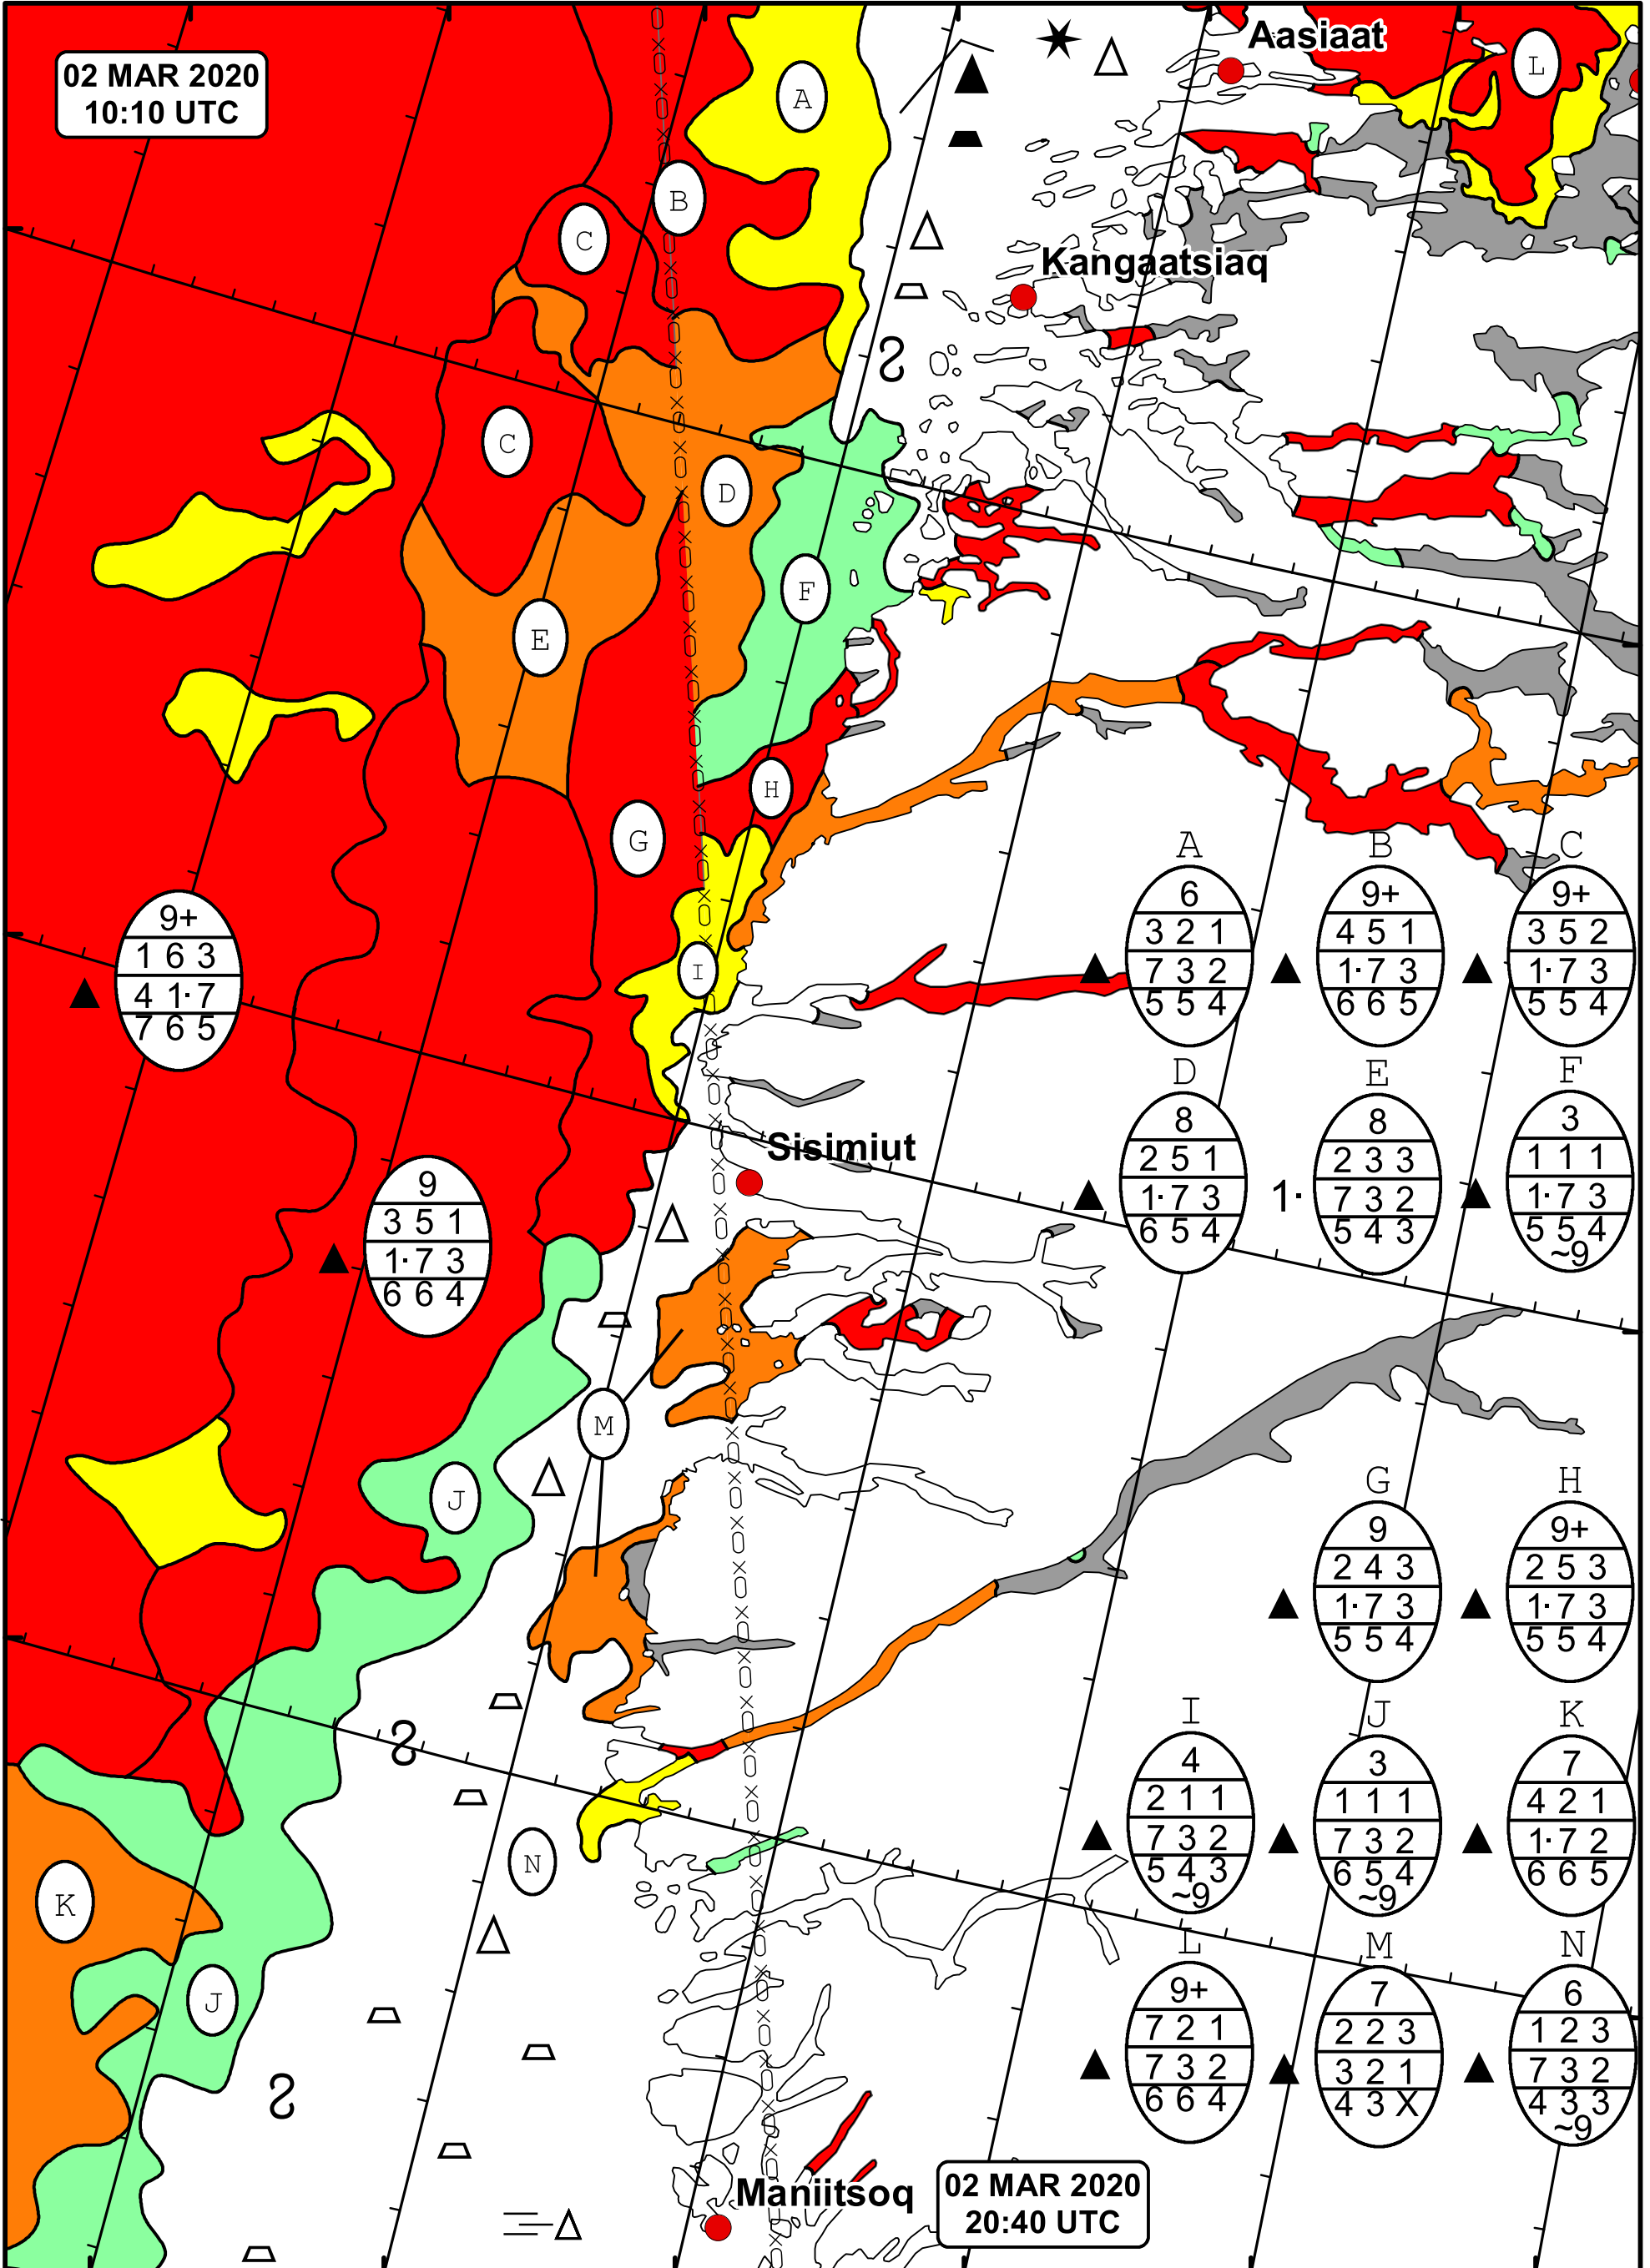 02 MAR 2020
10:10 UTC
Aasiaat
L
A
B
C
Kangaatsiaq
C
D
F
E
H
G
I
9+
1 6 3
4 1· 7
7 6 5
A
6
3 2 1
7 3 2
5 5 4
B
9+
4 5 1
1· 7 3
6 6 5
C
9+
3 5 2
1· 7 3
5 5 4
D
8
2 5 1
1· 7 3
6 5 4
E
8
2 3 3
1·
7 3 2
5 4 3
F
3
1 1 1
1· 7 3
5 5 4
~9
Sisimiut
9
3 5 1
1· 7 3
6 6 4
M
J
G
9
2 4 3
1· 7 3
5 5 4
H
9+
2 5 3
1· 7 3
5 5 4
I
4
2 1 1
7 3 2
5 4 3
~9
J
3
1 1 1
7 3 2
6 5 4
~9
K
7
4 2 1
1· 7 2
6 6 5
N
K
J
L
9+
7 2 1
7 3 2
6 6 4
M
7
2 2 3
3 2 1
4 3 X
N
6
1 2 3
7 3 2
4 3 3
~9
Maniitsoq
02 MAR 2020
20:40 UTC